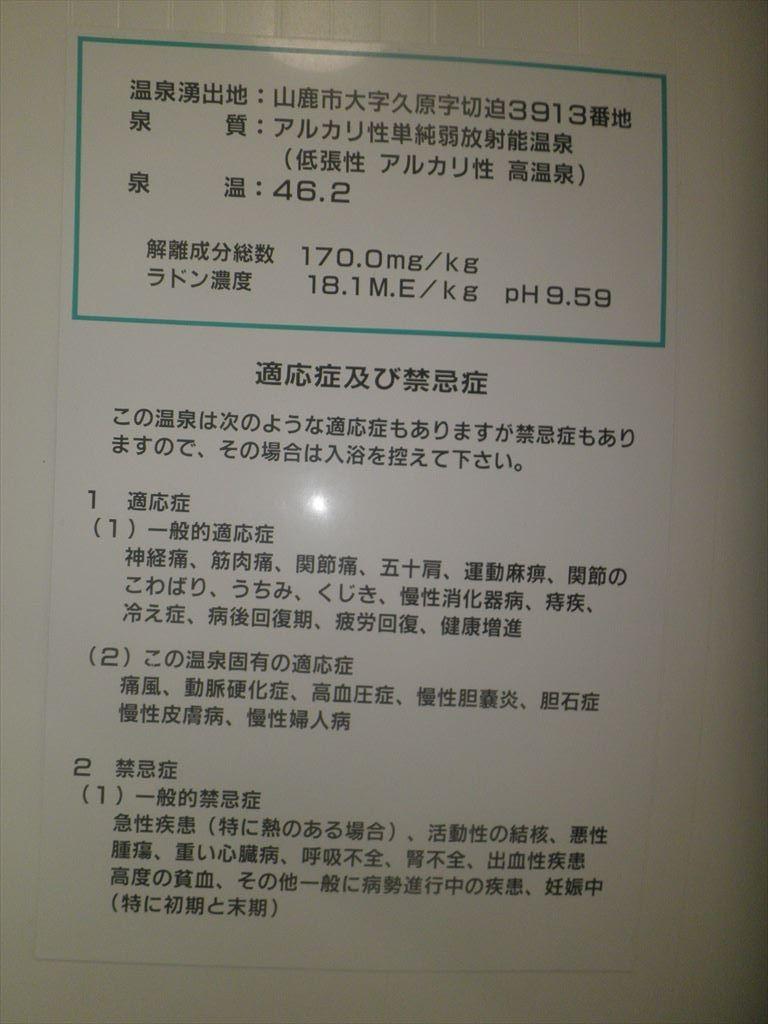 温泉湧出地：山鹿市大字久原字切迫3913番地
泉　　　質：アルカリ性単純弱放射能温泉
（低張性 アルカリ性 高温泉）
泉　　　温：46.2
解離成分総数　170.0mg／kg
ラドン濃度　18.1M.E／kg　pH9.59
適応症及び禁忌症
この温泉は次のような適応症もありますが禁忌症もあり
ますので、その場合は入浴を控えて下さい。
1　適応症
（1）一般的適応症
神経痛、筋肉痛、関節痛、五十肩、運動麻痺、関節の
こわばり、うちみ、くじき、慢性消化器病、痔疾、
冷え症、病後回復期、疲労回復、健康増進
（2）この温泉固有の適応症
痛風、動脈硬化症、高血圧症、慢性胆嚢炎、胆石症
慢性皮膚病、慢性婦人病
2　禁忌症
（1）一般的禁忌症
急性疾患（特に熱のある場合）、活動性の結核、悪性
腫瘍、重い心臓病、呼吸不全、腎不全、出血性疾患
高度の貧血、その他一般に病勢進行中の疾患、妊娠中
（特に初期と末期）